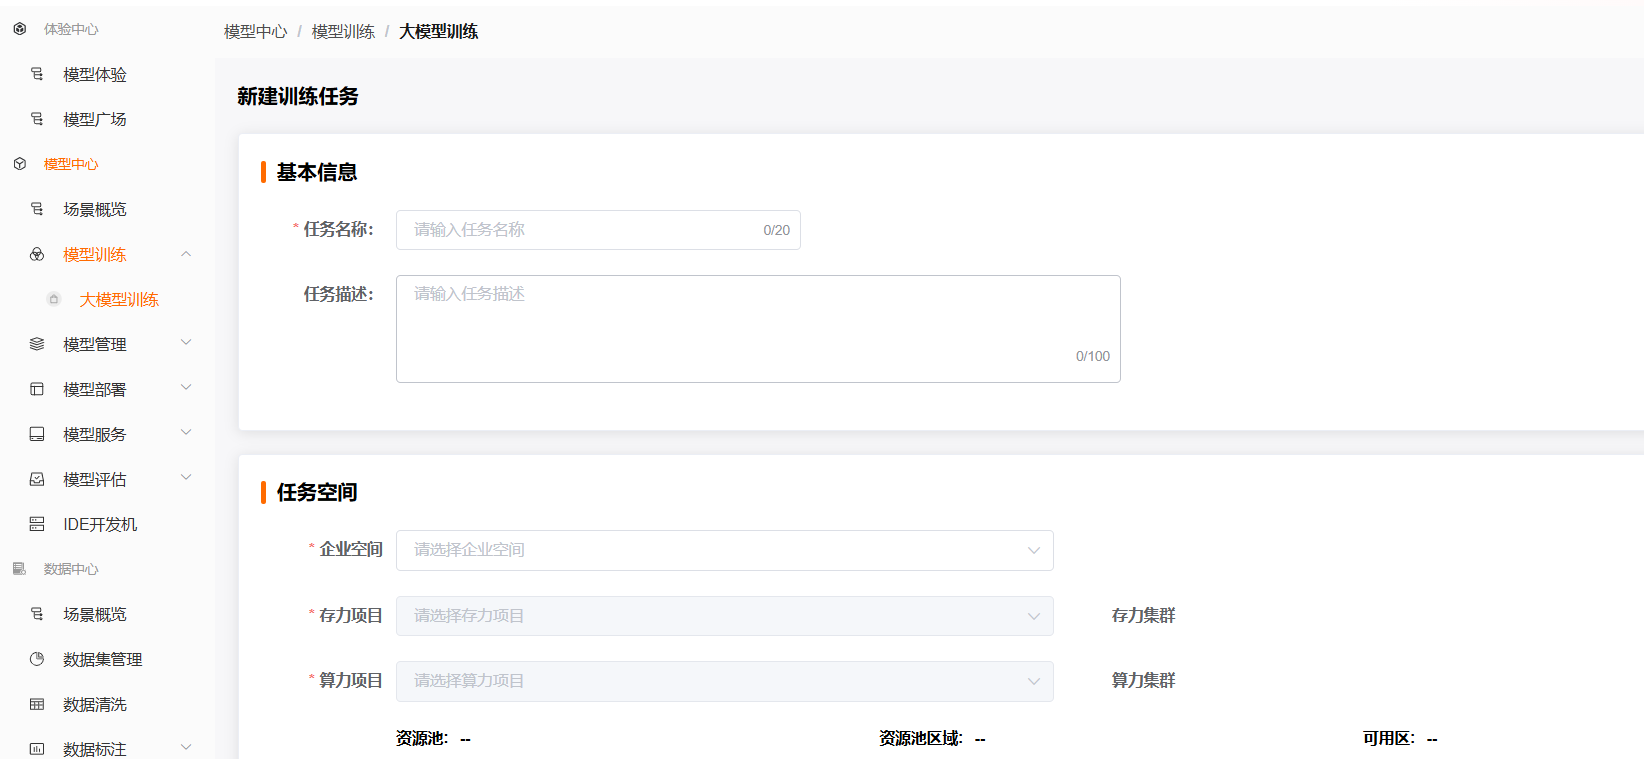 体验中心
模型体验
模型广场
模型中心
场景概览
模型训练
大模型训练
模型管理
模型部署
模型服务
模型评估
IDE开发机
数据中心
场景概览
数据集管理
数据清洗
数据标注
模型中心 / 模型训练 / 大模型训练
新建训练任务
基本信息
* 任务名称: 请输入任务名称 0/20
任务描述: 请输入任务描述
0/100
任务空间
* 企业空间 请选择企业空间
* 存力项目 请选择存力项目 存力集群
* 算力项目 请选择算力项目 算力集群
资源池: -- 资源池区域: -- 可用区: --